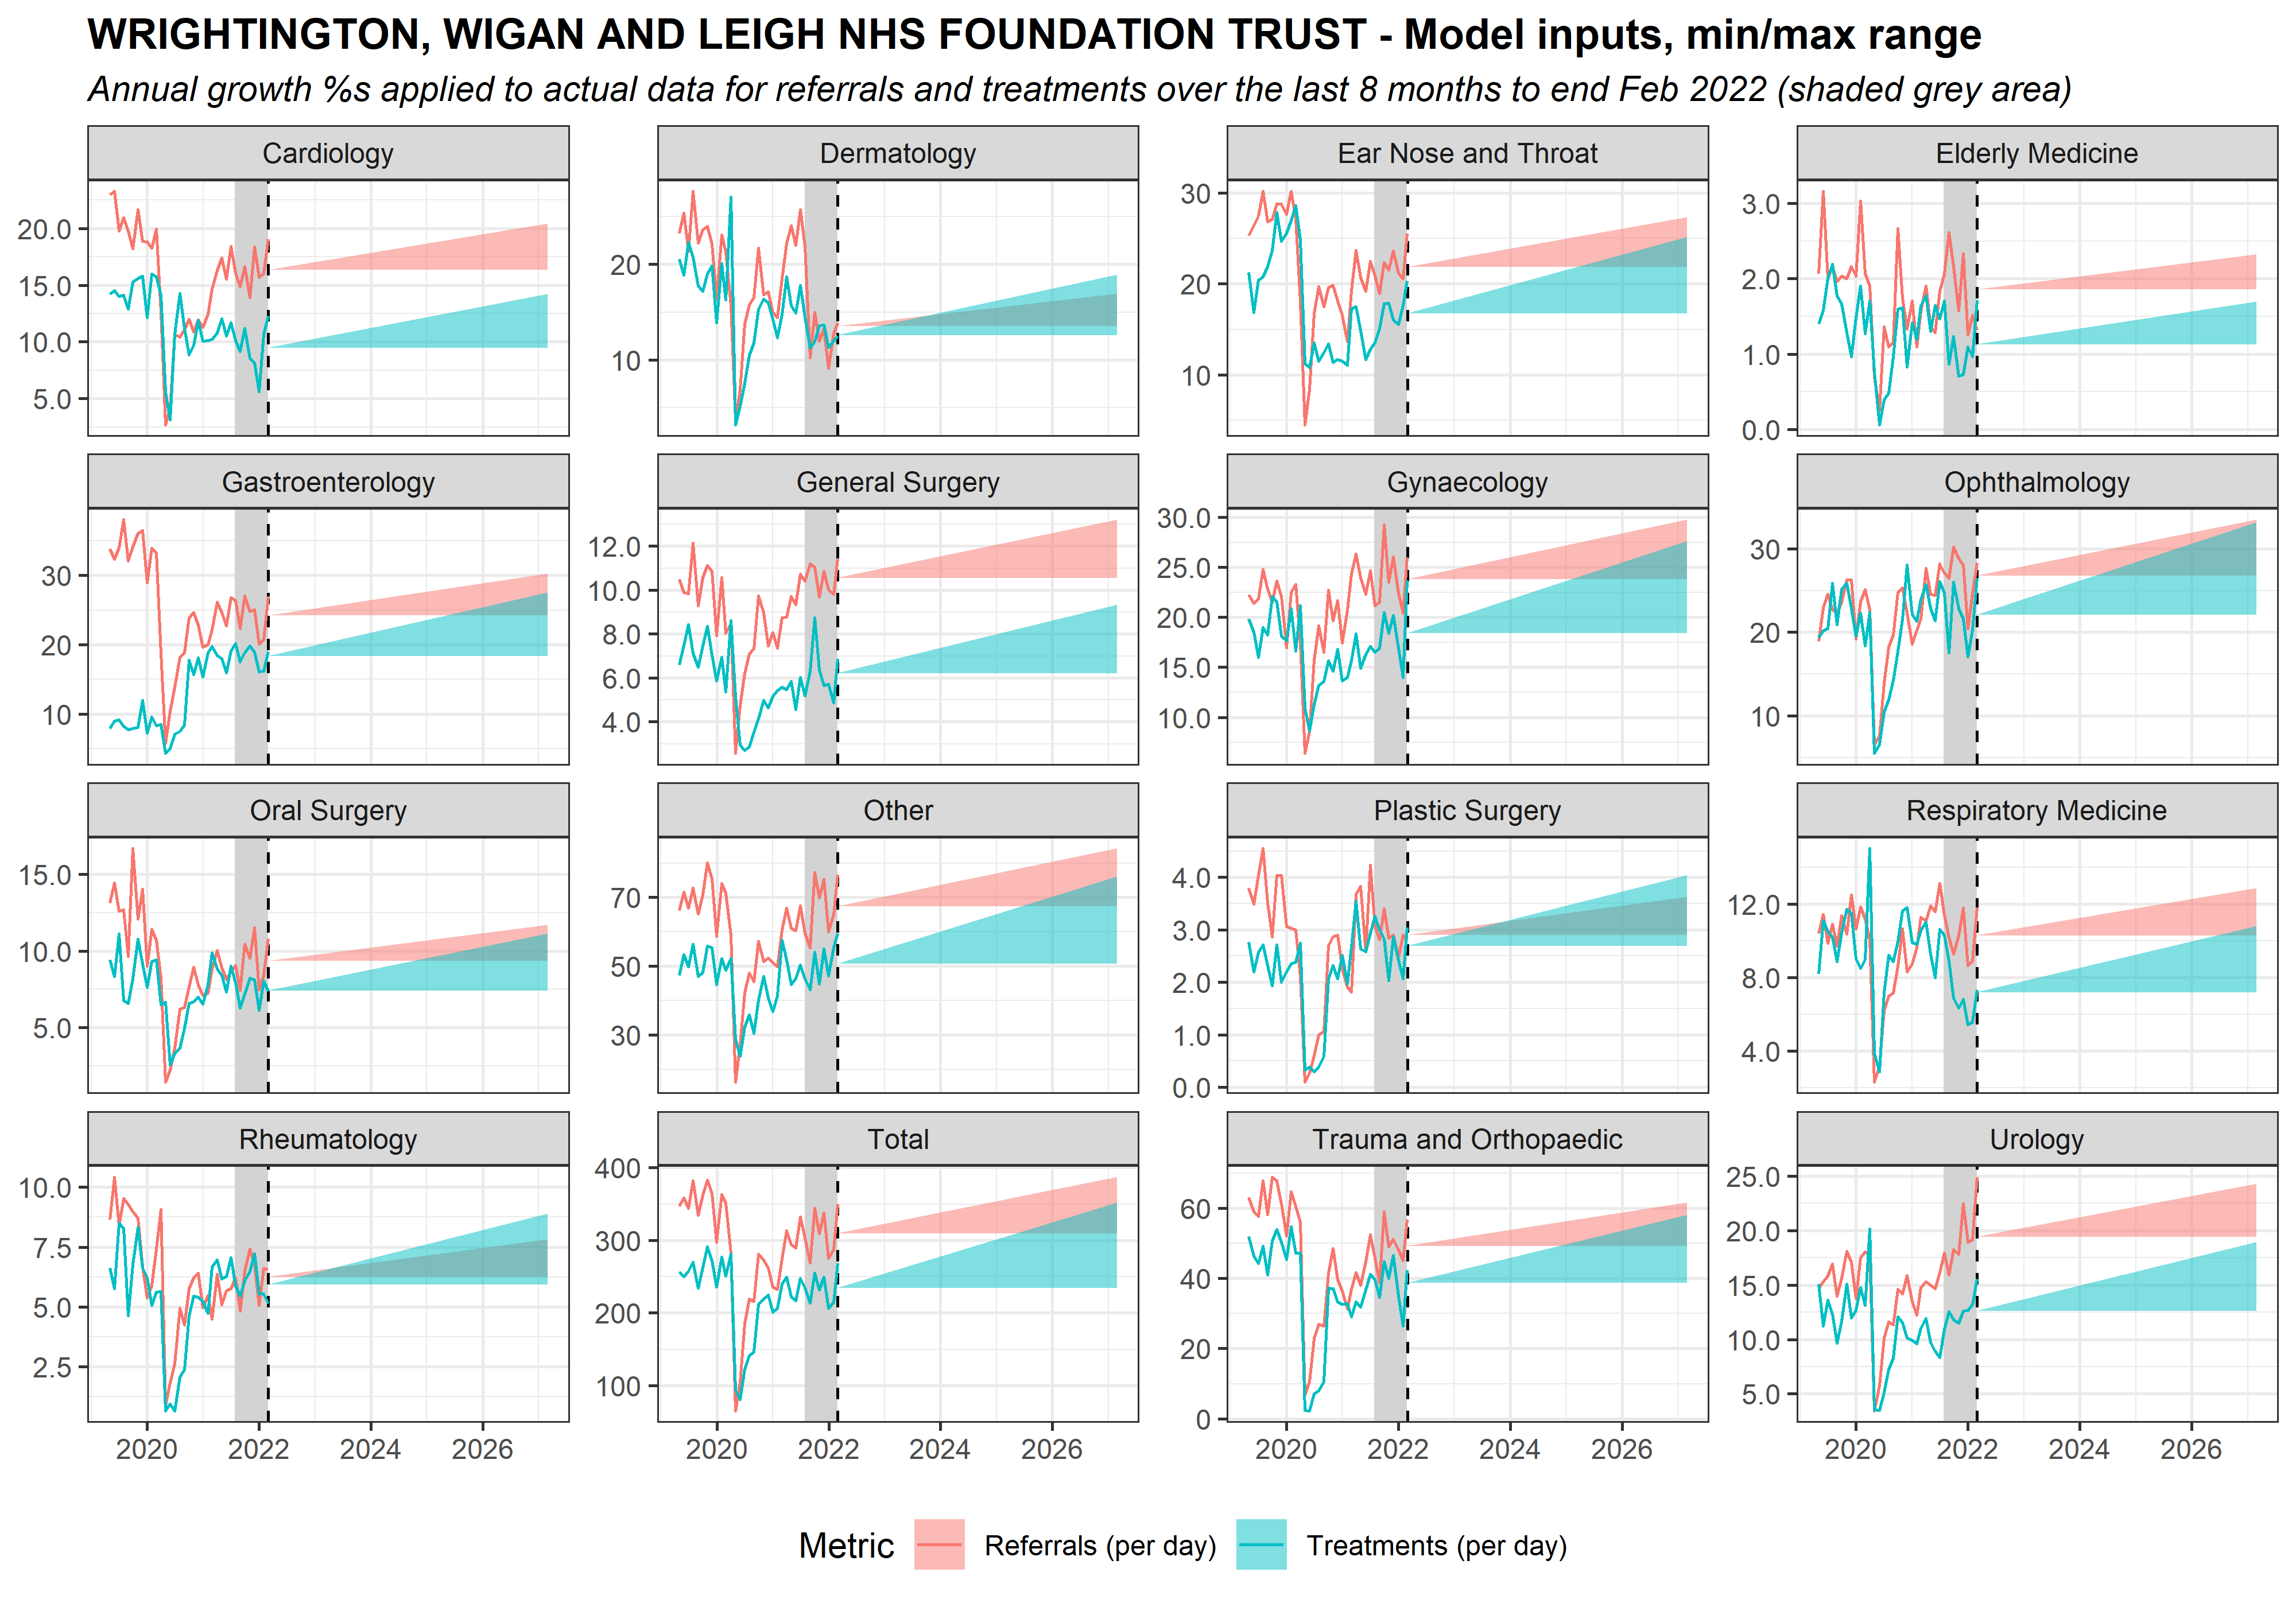 WRIGHTINGTON, WIGAN AND LEIGH NHS FOUNDATION TRUST - Model inputs, min/max range
Annual growth %s applied to actual data for referrals and treatments over the last 8 months to end Feb 2022 (shaded grey area)
Cardiology
Dermatology
Ear Nose and Throat
Elderly Medicine
20.0
15.0
10.0
5.0
20
10
30
20
10
3.0
2.0
1.0
0.0
Gastroenterology
General Surgery
Gynaecology
Ophthalmology
30
20
10
12.0
10.0
8.0
6.0
4.0
30.0
25.0
20.0
15.0
10.0
30
20
10
Oral Surgery
Other
Plastic Surgery
Respiratory Medicine
15.0
10.0
5.0
70
50
30
4.0
3.0
2.0
1.0
0.0
12.0
8.0
4.0
Rheumatology
Total
Trauma and Orthopaedic
Urology
10.0
7.5
5.0
2.5
400
300
200
100
60
40
20
0
25.0
20.0
15.0
10.0
5.0
2020 2022 2024 2026
2020 2022 2024 2026
2020 2022 2024 2026
2020 2022 2024 2026
Metric Referrals (per day) Treatments (per day)